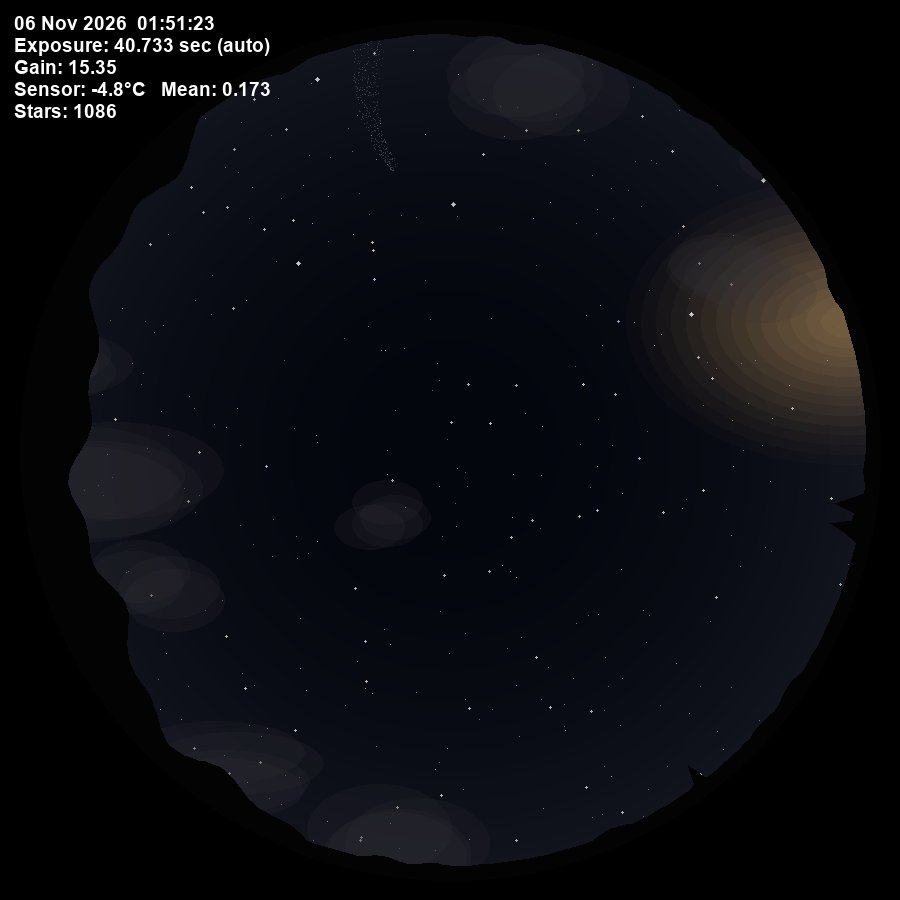 06 Nov 2026  01:51:23
Exposure: 40.733 sec (auto)
Gain: 15.35
Sensor: -4.8°C   Mean: 0.173
Stars: 1086